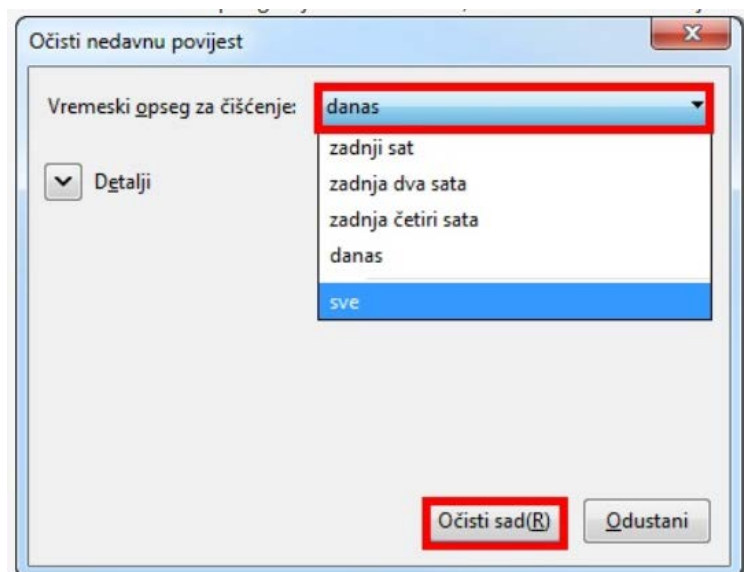 Očisti nedavnu povijest
Vremeski opseg za čišćenje: danas
zadnji sat
Detalji
zadnja dva sata
zadnja četiri sata
danas
sve
Očisti sad(R) Odustani